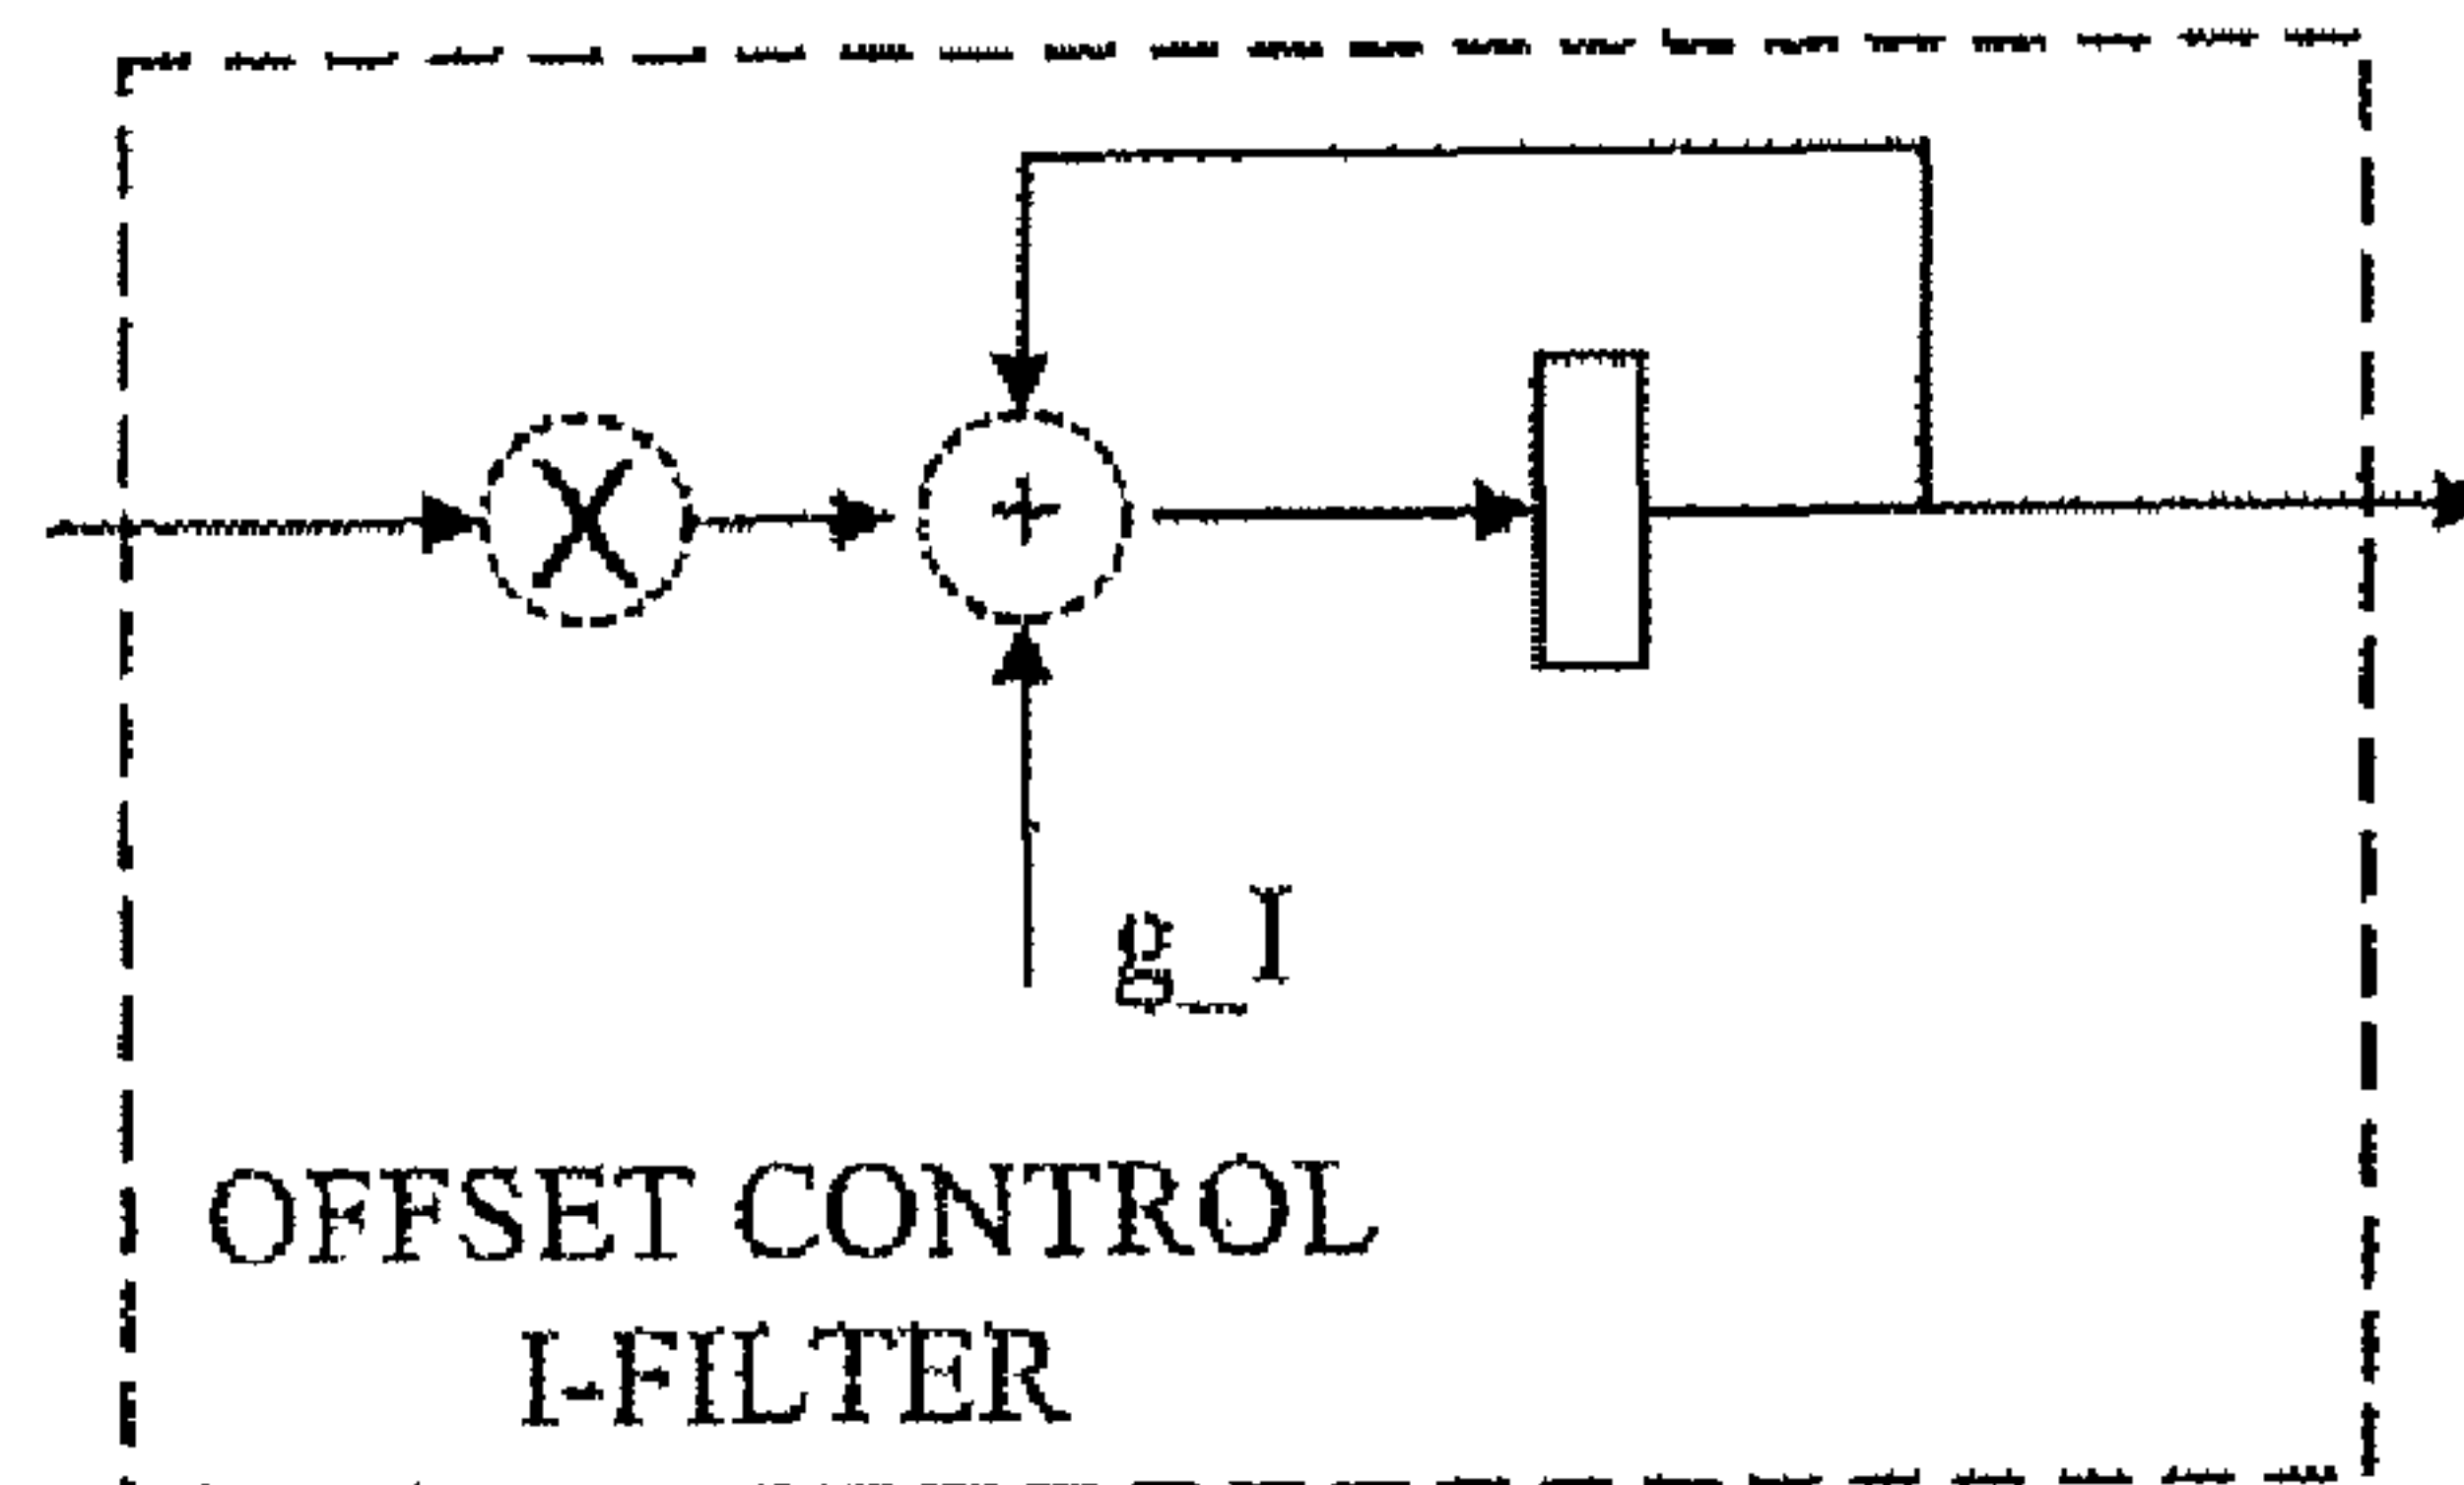 X
+
g_I
OFFSET CONTROL
I-FILTER